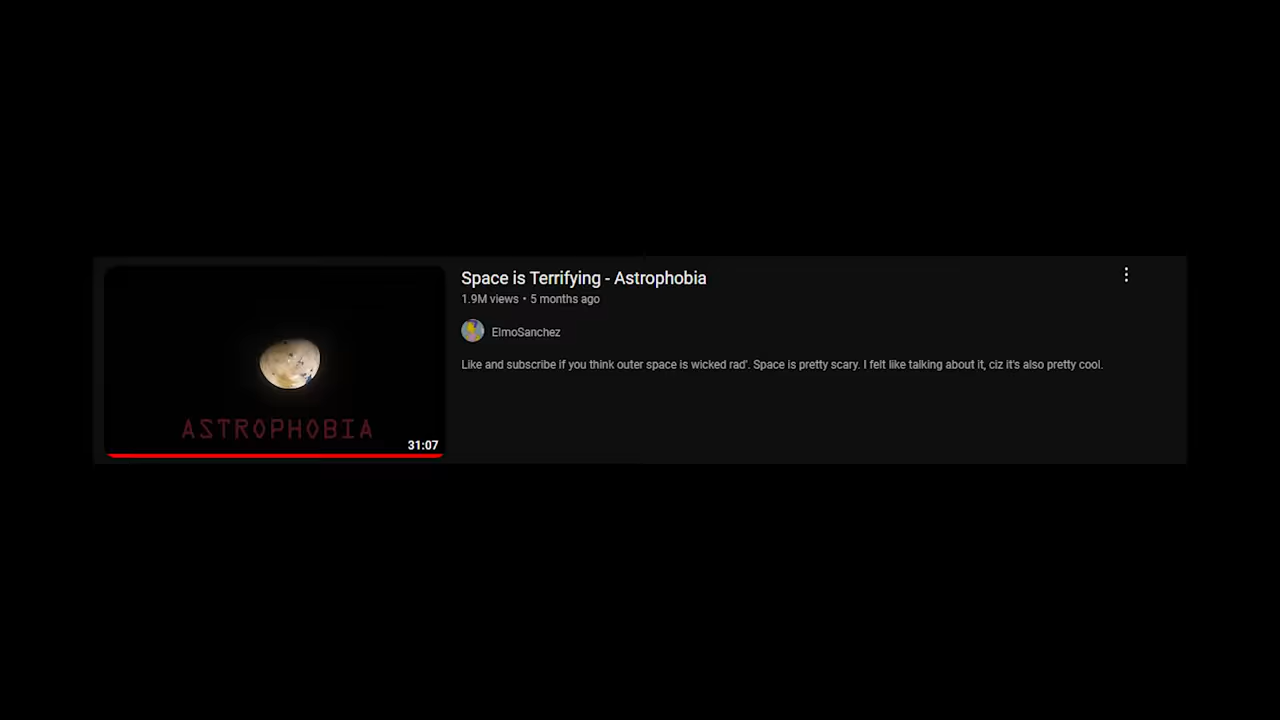 Space is Terrifying - Astrophobia
1.9M views • 5 months ago
ElmoSanchez
Like and subscribe if you think outer space is wicked rad'. Space is pretty scary. I felt like talking about it, ciz it's also pretty cool.
ASTROPHOBIA
31:07